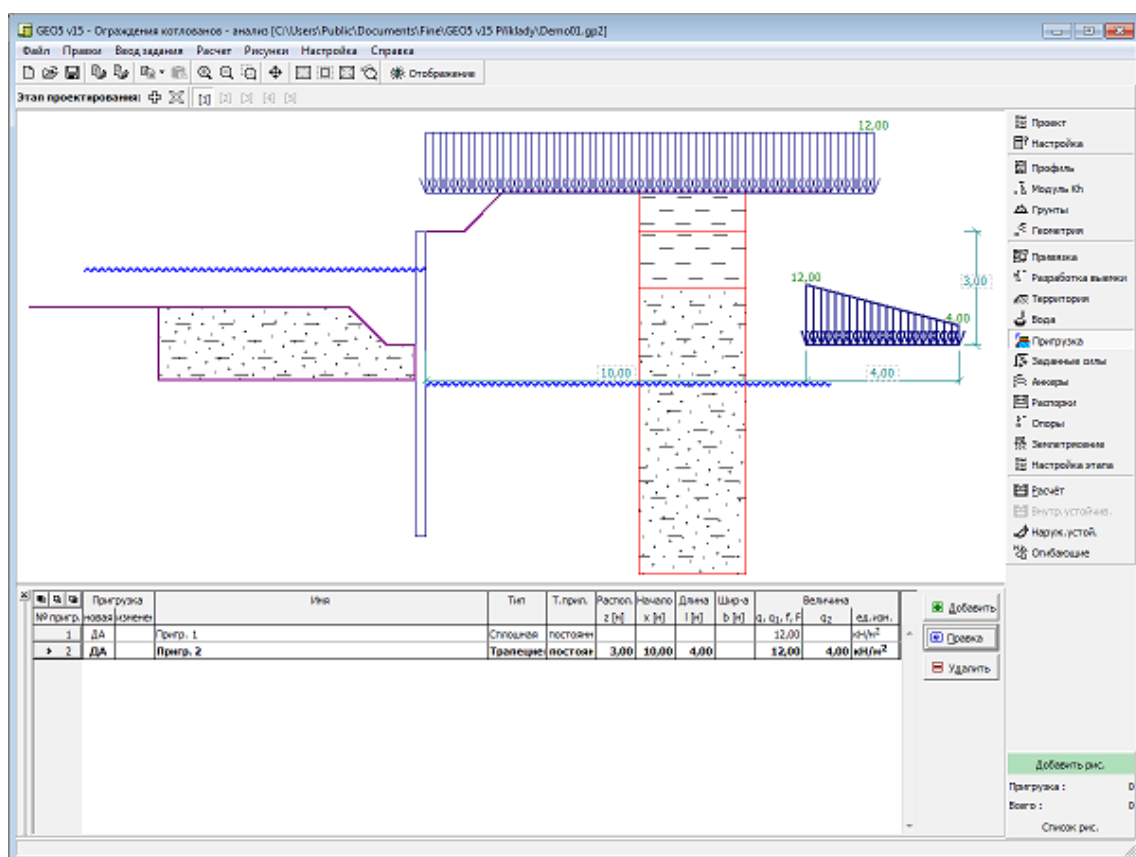 GEO5 v15 - Ограждения котлованов - анализ [C:\Users\Public\Documents\Fine\GEO5 v15 Příklady\Demo01.gp2]
Файл Правки Ввод задания Расчет Рисунки Настройка Справка
Отображение
Этап проектирования: [1] [2] [3] [4] [5]
12,00
12,00
4,00
3,00
10,00
4,00
Проект
Настройка
Профиль
Модуль Kh
Грунты
Геометрия
Привязка
Разработка выемки
Территория
Вода
Пригрузка
Заданные силы
Анкеры
Распорки
Опоры
Землетрясение
Настройка этапа
Расчёт
Внутр.устойчив.
Наруж.устой.
Огибающие
Пригрузка Имя Тип Т.прил. Распол. Начало Длина Шир-а Величина
№ пригр. новая изменен z [м] x [м] l [м] b [м] q, q1, f, F q2 ед.изм.
1 ДА Пригр. 1 Сплошная постоянн 12,00 кН/м²
2 ДА Пригр. 2 Трапецие постоян 3,00 10,00 4,00 12,00 4,00 кН/м²
Добавить
Правка
Удалить
Добавить рис.
Пригрузка : 0
Всего : 0
Список рис.